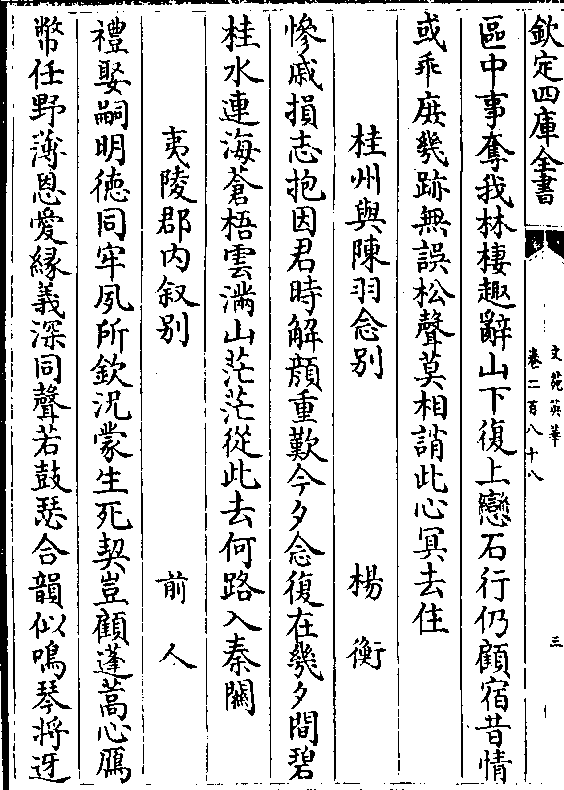 欽定四庫全書
文苑英華
卷二百八十八
三
區中事奪我林棲趣辭山下復上戀石行仍顧宿昔情
或乖庻幾跡無誤松聲莫相誚此心冥去住
桂州與陳羽念别 楊衡
慘戚損志抱因君時解顔重歎今夕念復在幾夕間碧
桂水連海蒼梧雲滿山茫茫從此去何路入秦關
夷陵郡内叙别 前人
禮娶嗣明徳同牢夙所欽況蒙生死契豈顧蓬蒿心鴈
幣任野薄恩愛縁義深同聲若鼓瑟合韻似鳴琴將迓